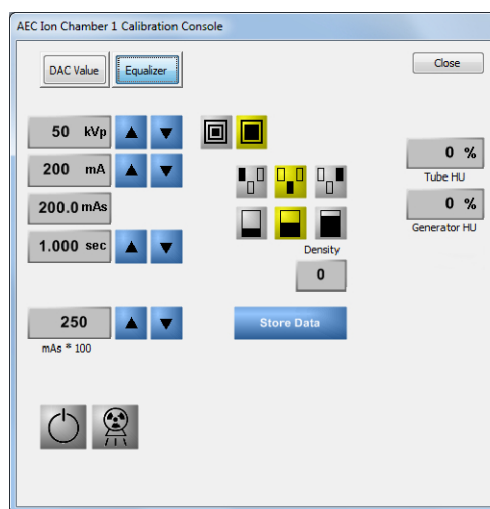 AEC Ion Chamber 1 Calibration Console
DAC Value
Equalizer
Close
50 kVp
200 mA
200.0 mAs
1.000 sec
0 %
Tube HU
0 %
Generator HU
Density
0
250
mAs * 100
Store Data